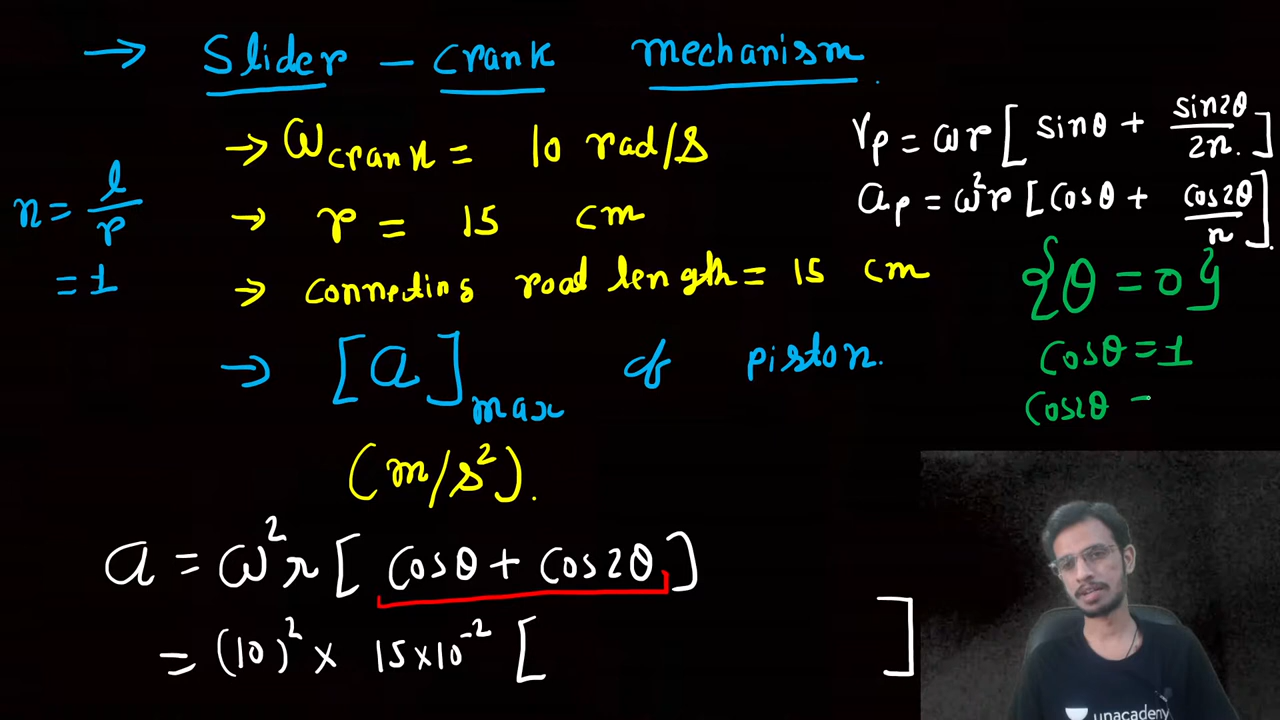 → Slider - crank mechanism.
→ ωcrank = 10 rad/s
→ r = 15 cm
→ connecting road length = 15 cm
→ [a]max of piston.
(m/s²).
n = l/r
= 1
Vp = ωr [sinθ + sin2θ/2n.]
ap = ω²r [cosθ + cos2θ/n].
{θ = 0}
cosθ = 1
cos2θ =
a = ω²r [cosθ + cos2θ]
= (10)² × 15×10⁻² [ ]
unacademy